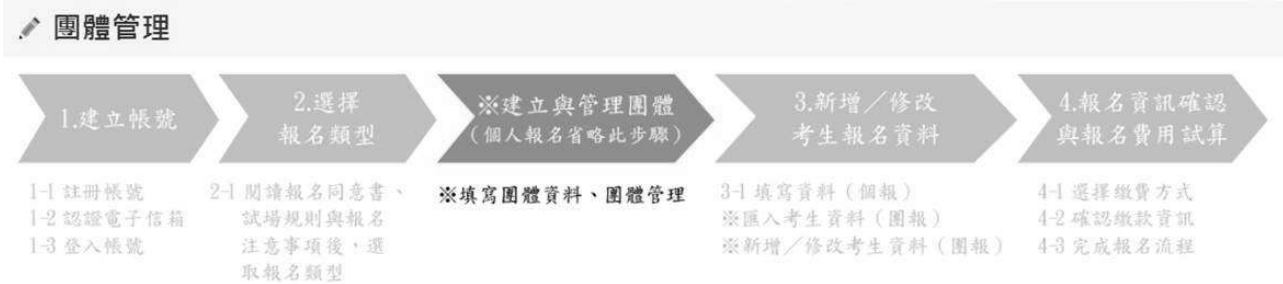 團體管理
1.建立帳號
2.選擇
報名類型
※建立與管理團體
(個人報名省略此步驟)
3.新增／修改
考生報名資料
4.報名資訊確認
與報名費用試算
1-1 註冊帳號
1-2 認證電子信箱
1-3 登入帳號
2-1 閱讀報名同意書、
試場規則與報名
注意事項後，選
取報名類型
※填寫團體資料、團體管理
3-1 填寫資料（個報）
※匯入考生資料（團報）
※新增／修改考生資料（團報）
4-1 選擇繳費方式
4-2 確認繳款資訊
4-3 完成報名流程